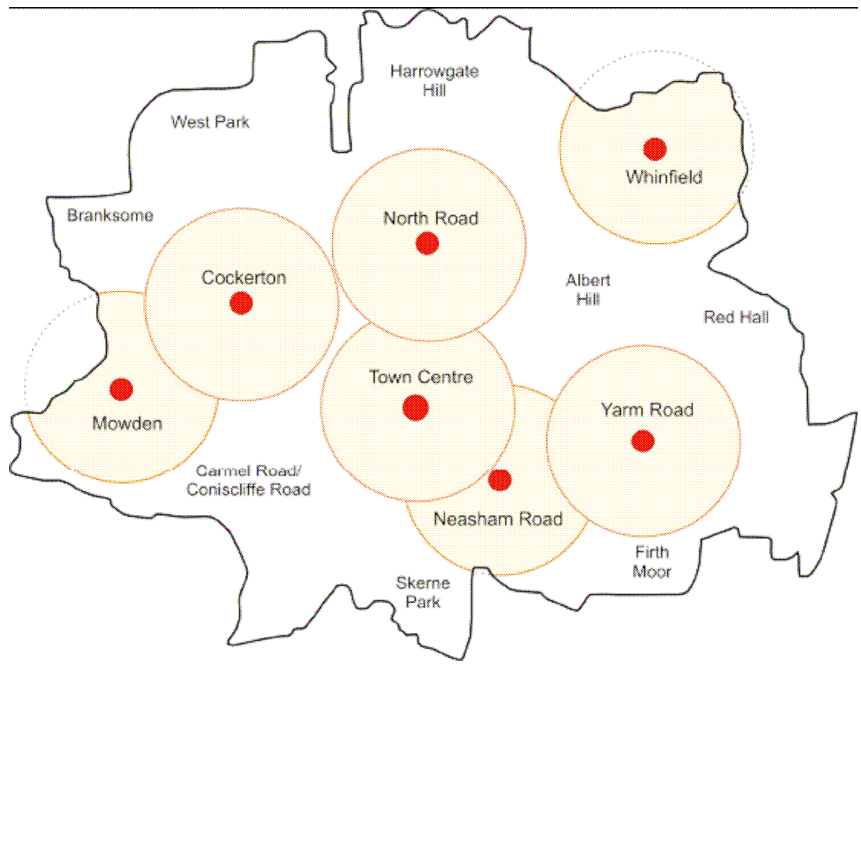 Harrowgate
Hill
West Park
Whinfield
Branksome
North Road
Cockerton
Albert
Hill
Red Hall
Town Centre
Yarm Road
Mowden
Carmel Road/
Coniscliffe Road
Neasham Road
Firth
Moor
Skerne
Park